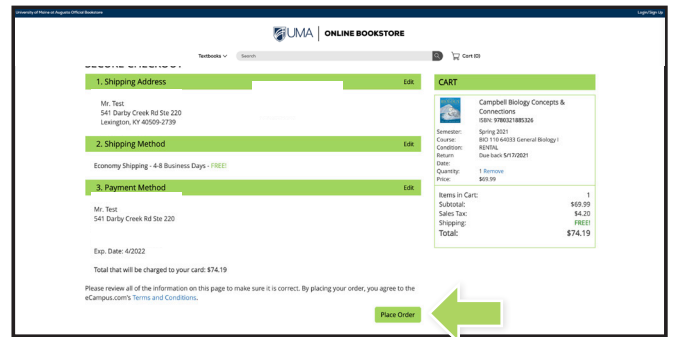 University of Maine at Augusta Official Bookstore
Login/Sign Up
UMA | ONLINE BOOKSTORE
Textbooks
Search
Cart (0)
SECURE CHECKOUT
1. Shipping Address
Edit
Mr. Test
541 Darby Creek Rd Ste 220
Lexington, KY 40509-2739
2. Shipping Method
Edit
Economy Shipping - 4-8 Business Days - FREE!
3. Payment Method
Edit
Mr. Test
541 Darby Creek Rd Ste 220
Exp. Date: 4/2022
Total that will be charged to your card: $74.19
Please review all of the information on this page to make sure it is correct. By placing your order, you agree to the
eCampus.com's Terms and Conditions.
Place Order
CART
Campbell Biology Concepts &
Connections
ISBN: 9780321885326
Semester: Spring 2021
Course: BIO 110 64033 General Biology I
Condition: RENTAL
Return Due back 5/17/2021
Date:
Quantity: 1 Remove
Price: $69.99
Items in Cart: 1
Subtotal: $69.99
Sales Tax: $4.20
Shipping: FREE!
Total: $74.19